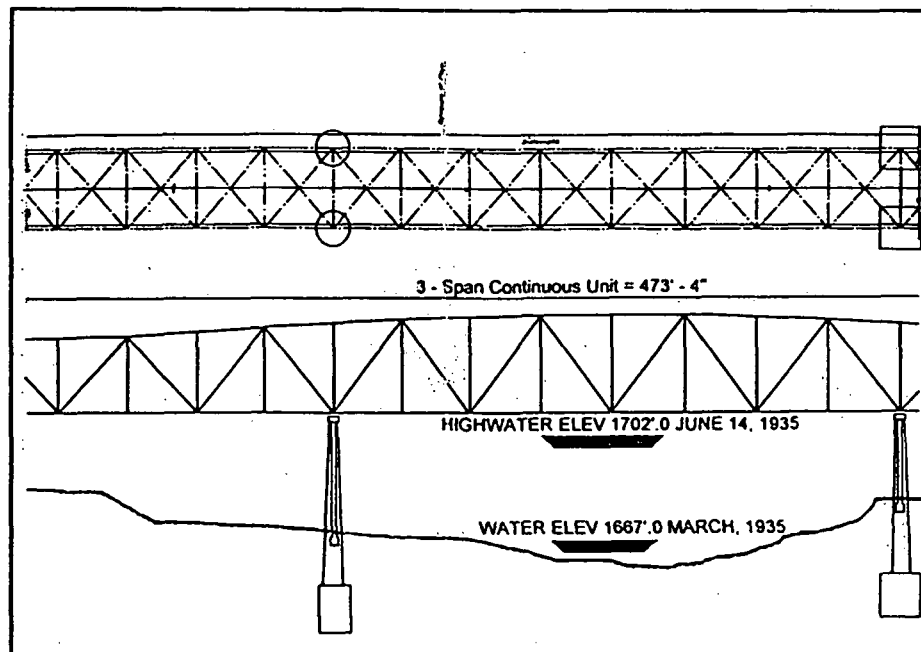 3 - Span Continuous Unit = 473' - 4"
HIGHWATER ELEV 1702'.0 JUNE 14, 1935
WATER ELEV 1667'.0 MARCH, 1935